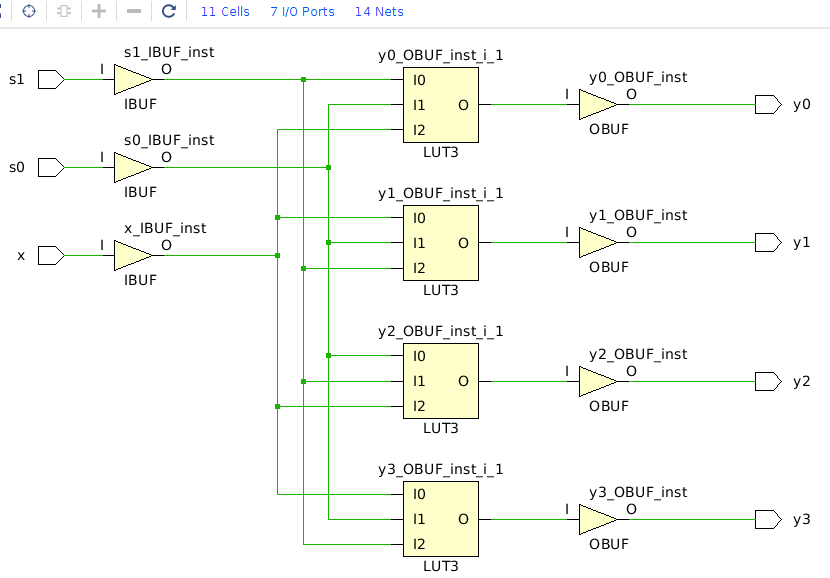 11 Cells 7 I/O Ports 14 Nets
s1_IBUF_inst
y0_OBUF_inst_i_1
s1
I
O
IBUF
I0
I1
I2
O
LUT3
y0_OBUF_inst
I
O
OBUF
y0
s0_IBUF_inst
s0
I
O
IBUF
y1_OBUF_inst_i_1
I0
I1
I2
O
LUT3
y1_OBUF_inst
I
O
OBUF
y1
x_IBUF_inst
x
I
O
IBUF
y2_OBUF_inst_i_1
I0
I1
I2
O
LUT3
y2_OBUF_inst
I
O
OBUF
y2
y3_OBUF_inst_i_1
I0
I1
I2
O
LUT3
y3_OBUF_inst
I
O
OBUF
y3